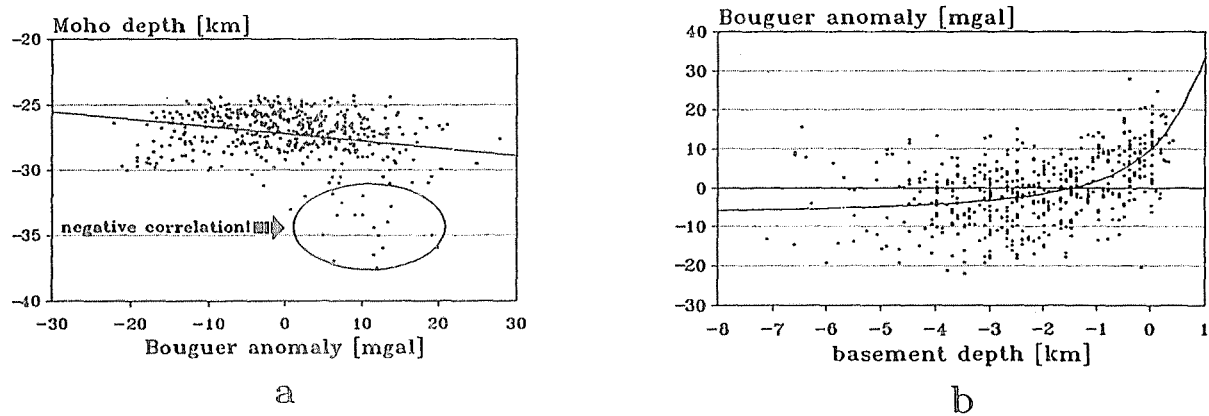 Moho depth [km]
-20
-25
-30
-35
-40
negative correlation!
-30 -20 -10 0 10 20 30
Bouguer anomaly [mgal]
a
Bouguer anomaly [mgal]
40
30
20
10
0
-10
-20
-30
-8 -7 -6 -5 -4 -3 -2 -1 0 1
basement depth [km]
b